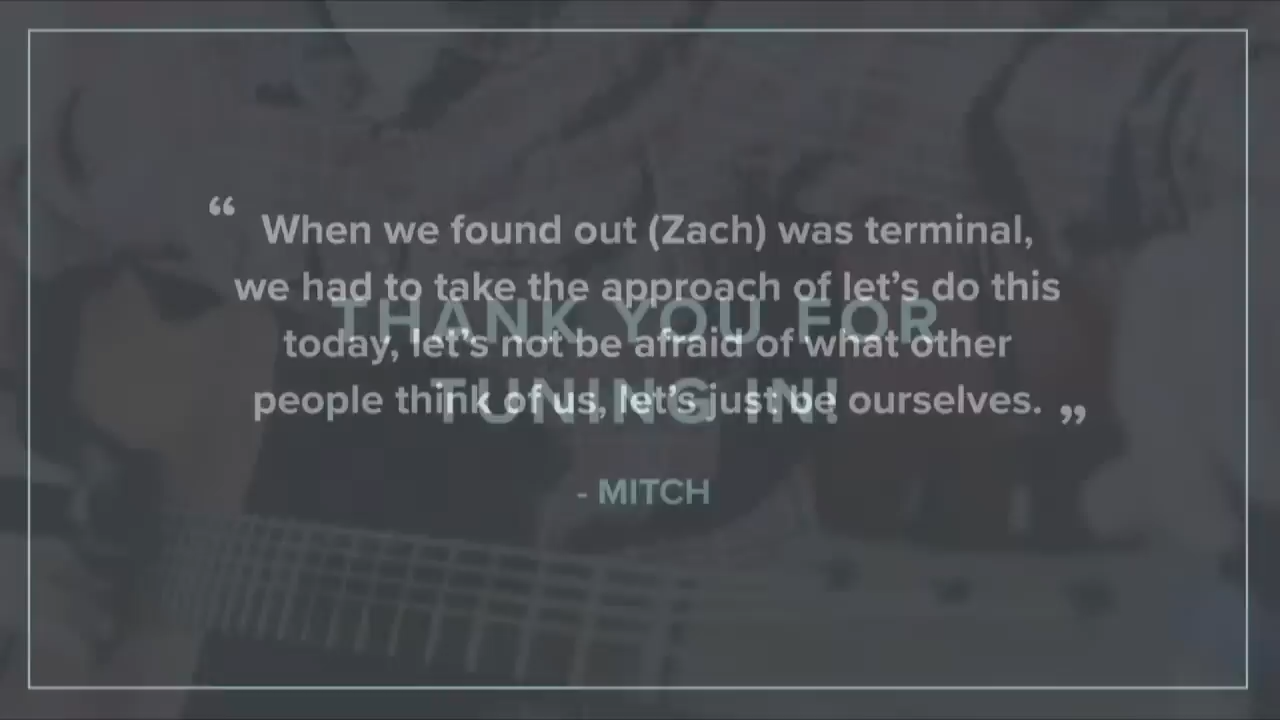 “ When we found out (Zach) was terminal,
we had to take the approach of let’s do this
today, let’s not be afraid of what other
people think of us, let’s just be ourselves. ”
- MITCH
THANK YOU FOR
TUNING IN!